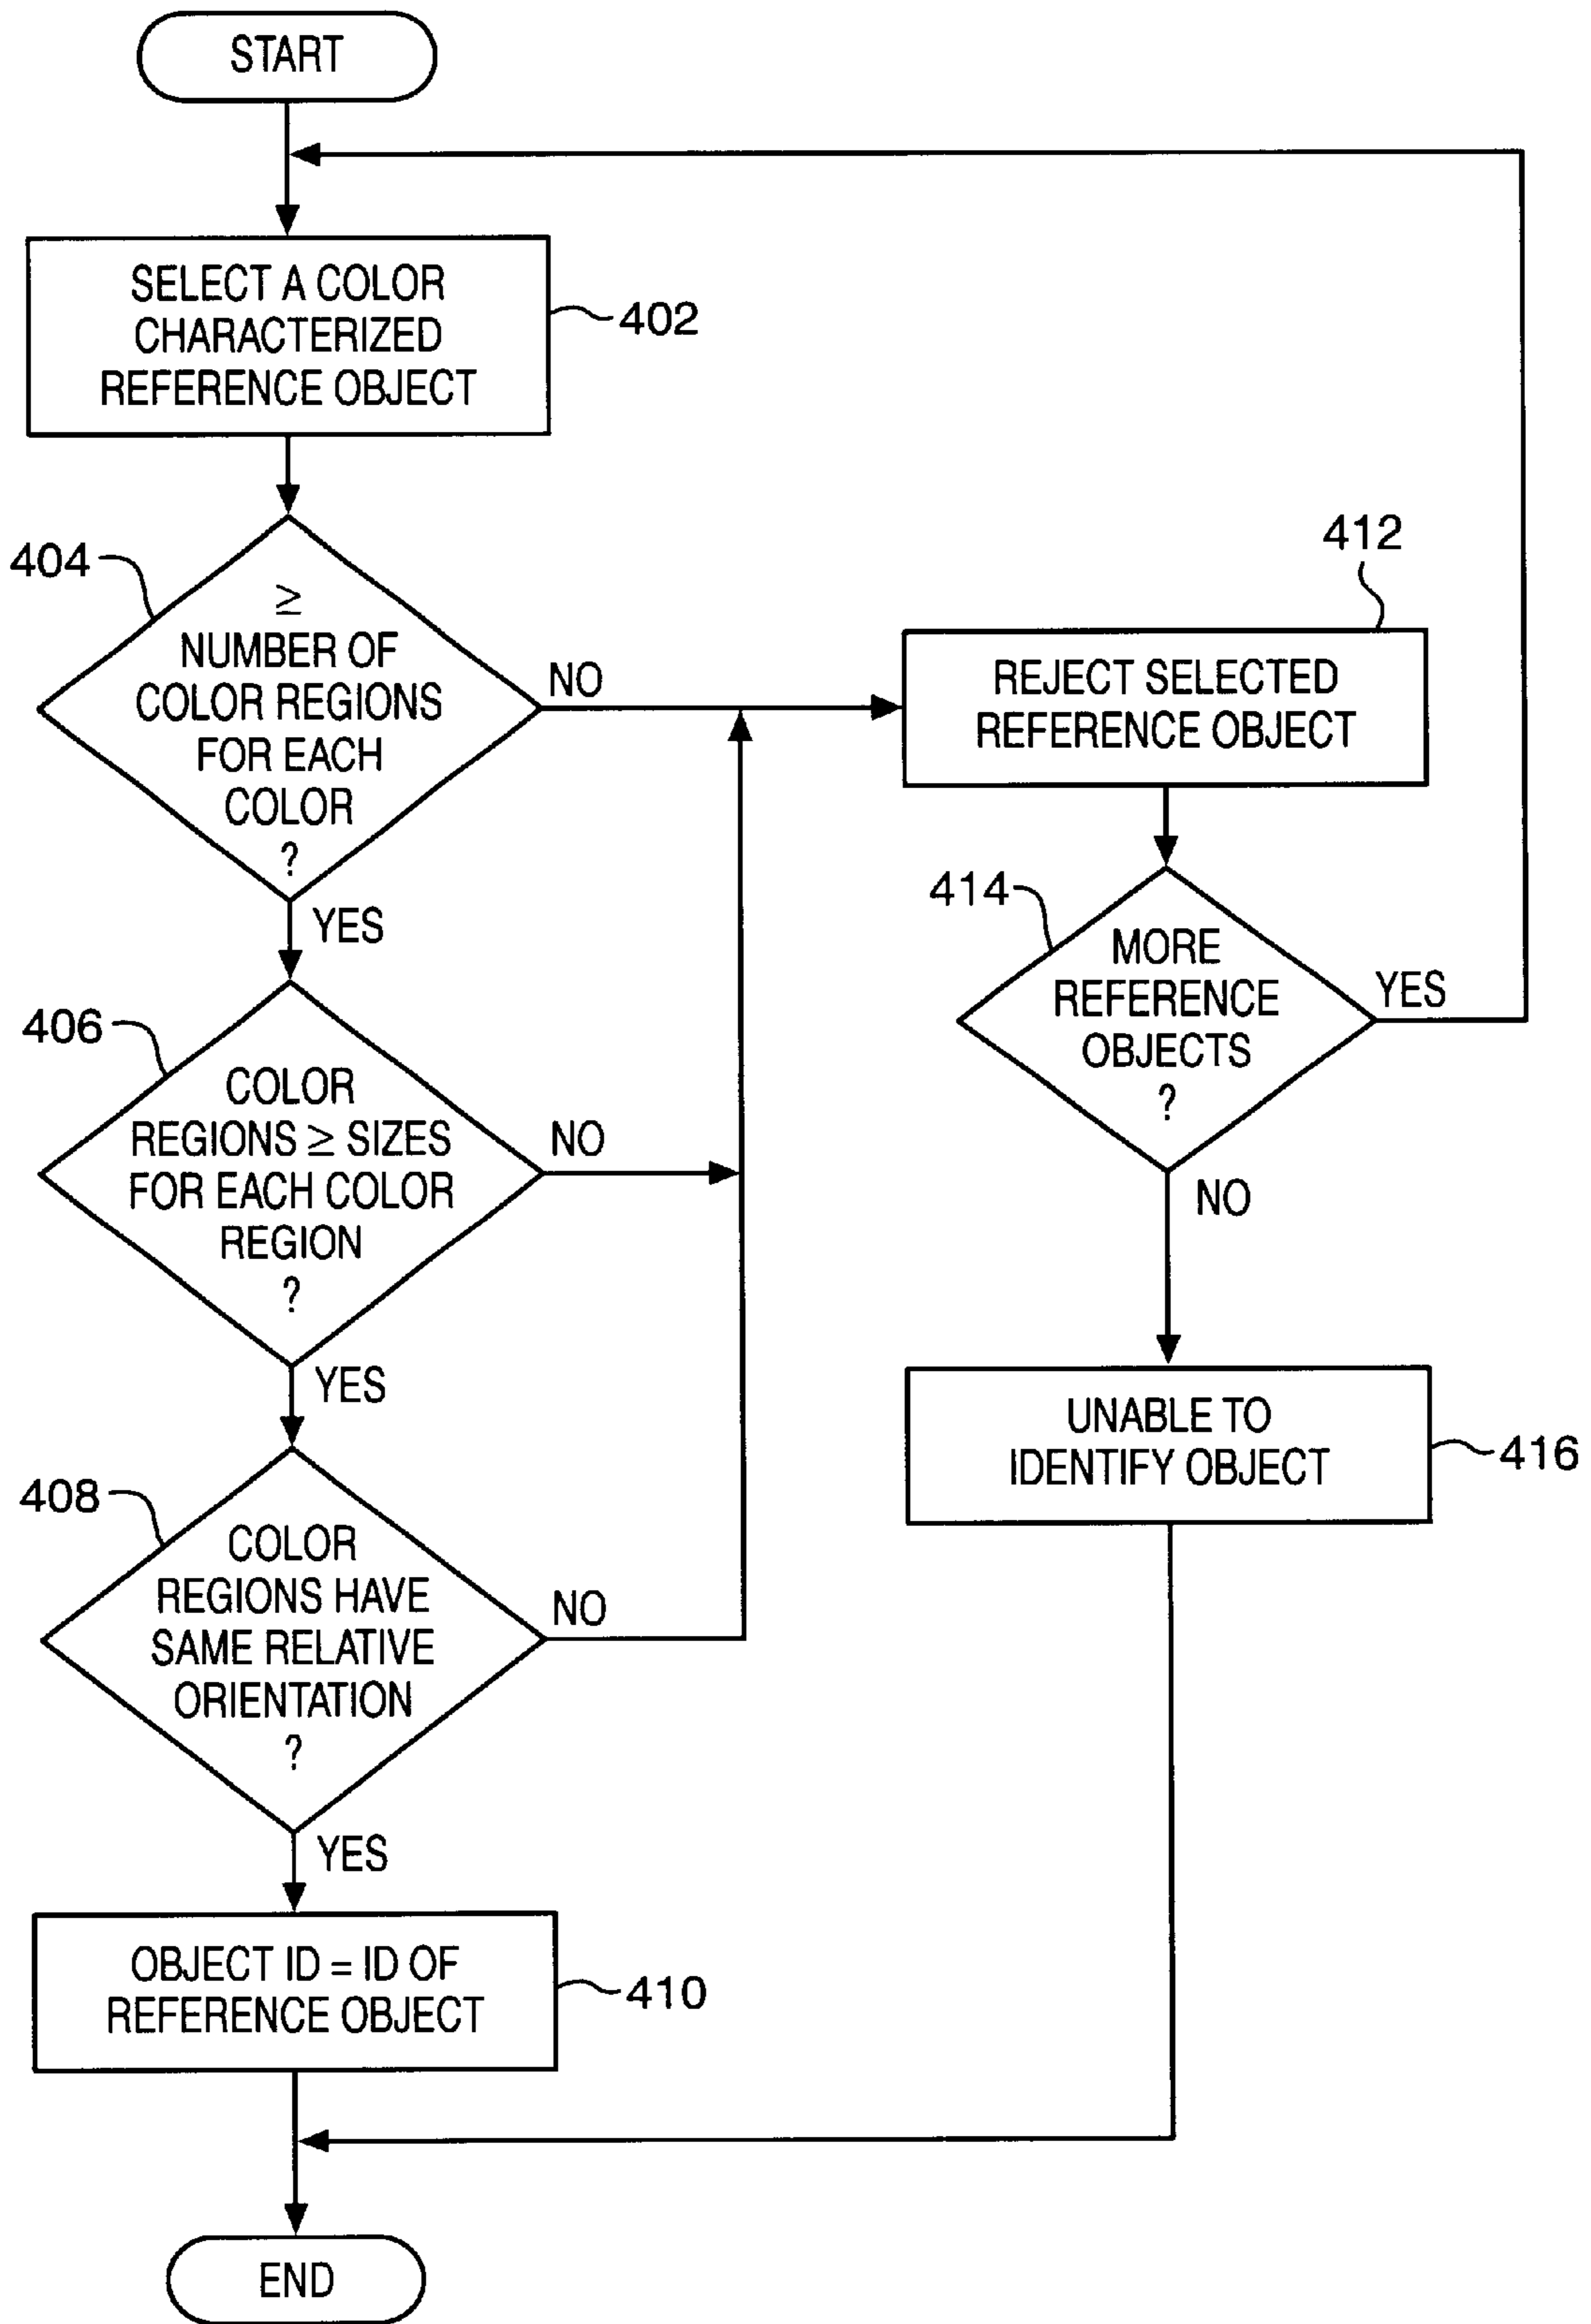 START
SELECT A COLOR
CHARACTERIZED
REFERENCE OBJECT
402
404
≥
NUMBER OF
COLOR REGIONS
FOR EACH
COLOR
?
NO
YES
412
REJECT SELECTED
REFERENCE OBJECT
414
MORE
REFERENCE
OBJECTS
?
YES
NO
406
COLOR
REGIONS ≥ SIZES
FOR EACH COLOR
REGION
?
NO
YES
UNABLE TO
IDENTIFY OBJECT
416
408
COLOR
REGIONS HAVE
SAME RELATIVE
ORIENTATION
?
NO
YES
OBJECT ID = ID OF
REFERENCE OBJECT
410
END